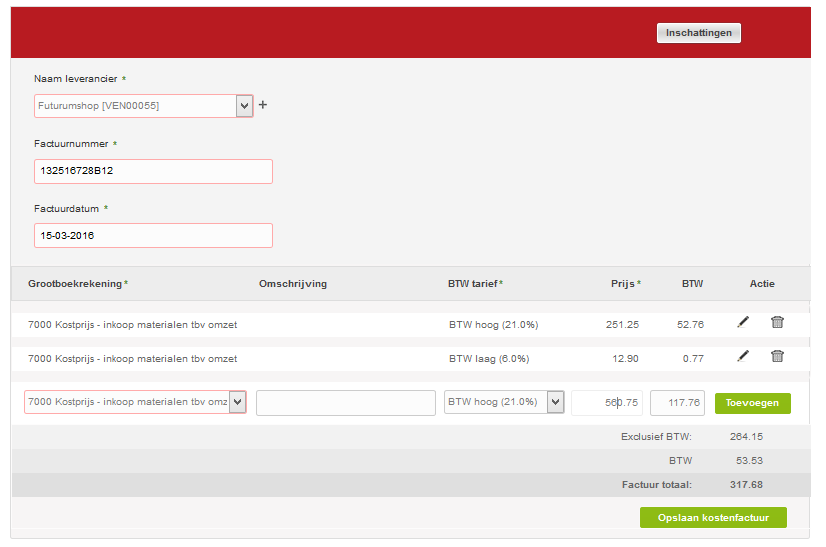 Inschattingen
Naam leverancier *
Futurumshop [VEN00055] +
Factuurnummer *
132516728B12
Factuurdatum *
15-03-2016
Grootboekrekening * Omschrijving BTW tarief * Prijs * BTW Actie
7000 Kostprijs - inkoop materialen tbv omzet BTW hoog (21.0%) 251.25 52.76
7000 Kostprijs - inkoop materialen tbv omzet BTW laag (6.0%) 12.90 0.77
7000 Kostprijs - inkoop materialen tbv omz BTW hoog (21.0%) 560.75 117.76 Toevoegen
Exclusief BTW: 264.15
BTW 53.53
Factuur totaal: 317.68
Opslaan kostenfactuur